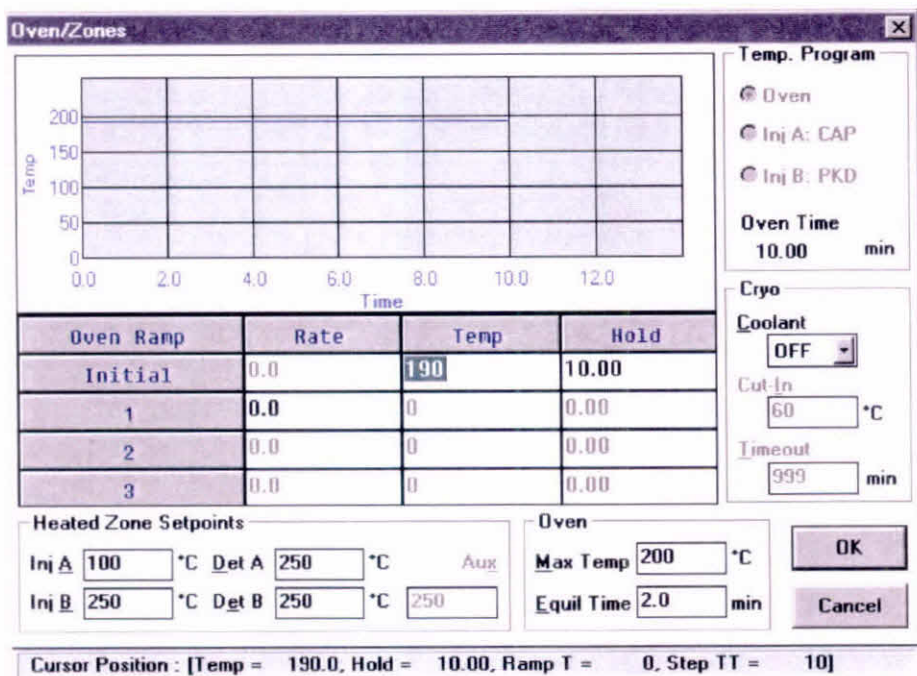 Oven/Zones
Temp
200
150
100
50
0
0.0 2.0 4.0 6.0 8.0 10.0 12.0
Time
Temp. Program
Oven
Inj A: CAP
Inj B: PKD
Oven Time
10.00 min
Oven Ramp Rate Temp Hold
Initial 0.0 190 10.00
1 0.0 0 0.00
2 0.0 0 0.00
3 0.0 0 0.00
Cryo
Coolant
OFF
Cut-In
60 °C
Timeout
999 min
Heated Zone Setpoints
Inj A 100 °C Det A 250 °C Aux
Inj B 250 °C Det B 250 °C 250
Oven
Max Temp 200 °C
Equil Time 2.0 min
OK
Cancel
Cursor Position : [Temp = 190.0, Hold = 10.00, Ramp T = 0, Step TT = 10]